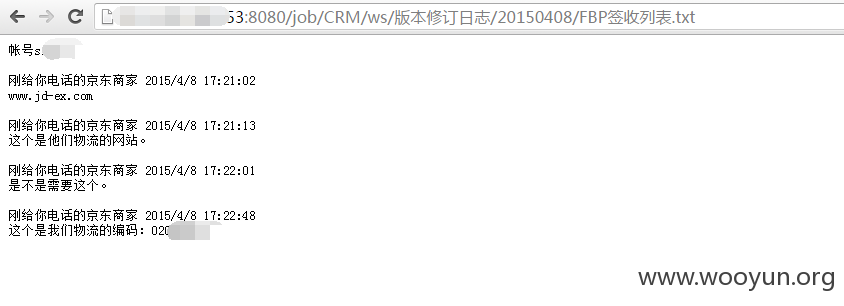 53:8080/job/CRM/ws/版本修订日志/20150408/FBP签收列表.txt
帐号s
刚给你电话的京东商家 2015/4/8 17:21:02
www.jd-ex.com
刚给你电话的京东商家 2015/4/8 17:21:13
这个是他们物流的网站。
刚给你电话的京东商家 2015/4/8 17:22:01
是不是需要这个。
刚给你电话的京东商家 2015/4/8 17:22:48
这个是我们物流的编码：020
www.wooyun.org